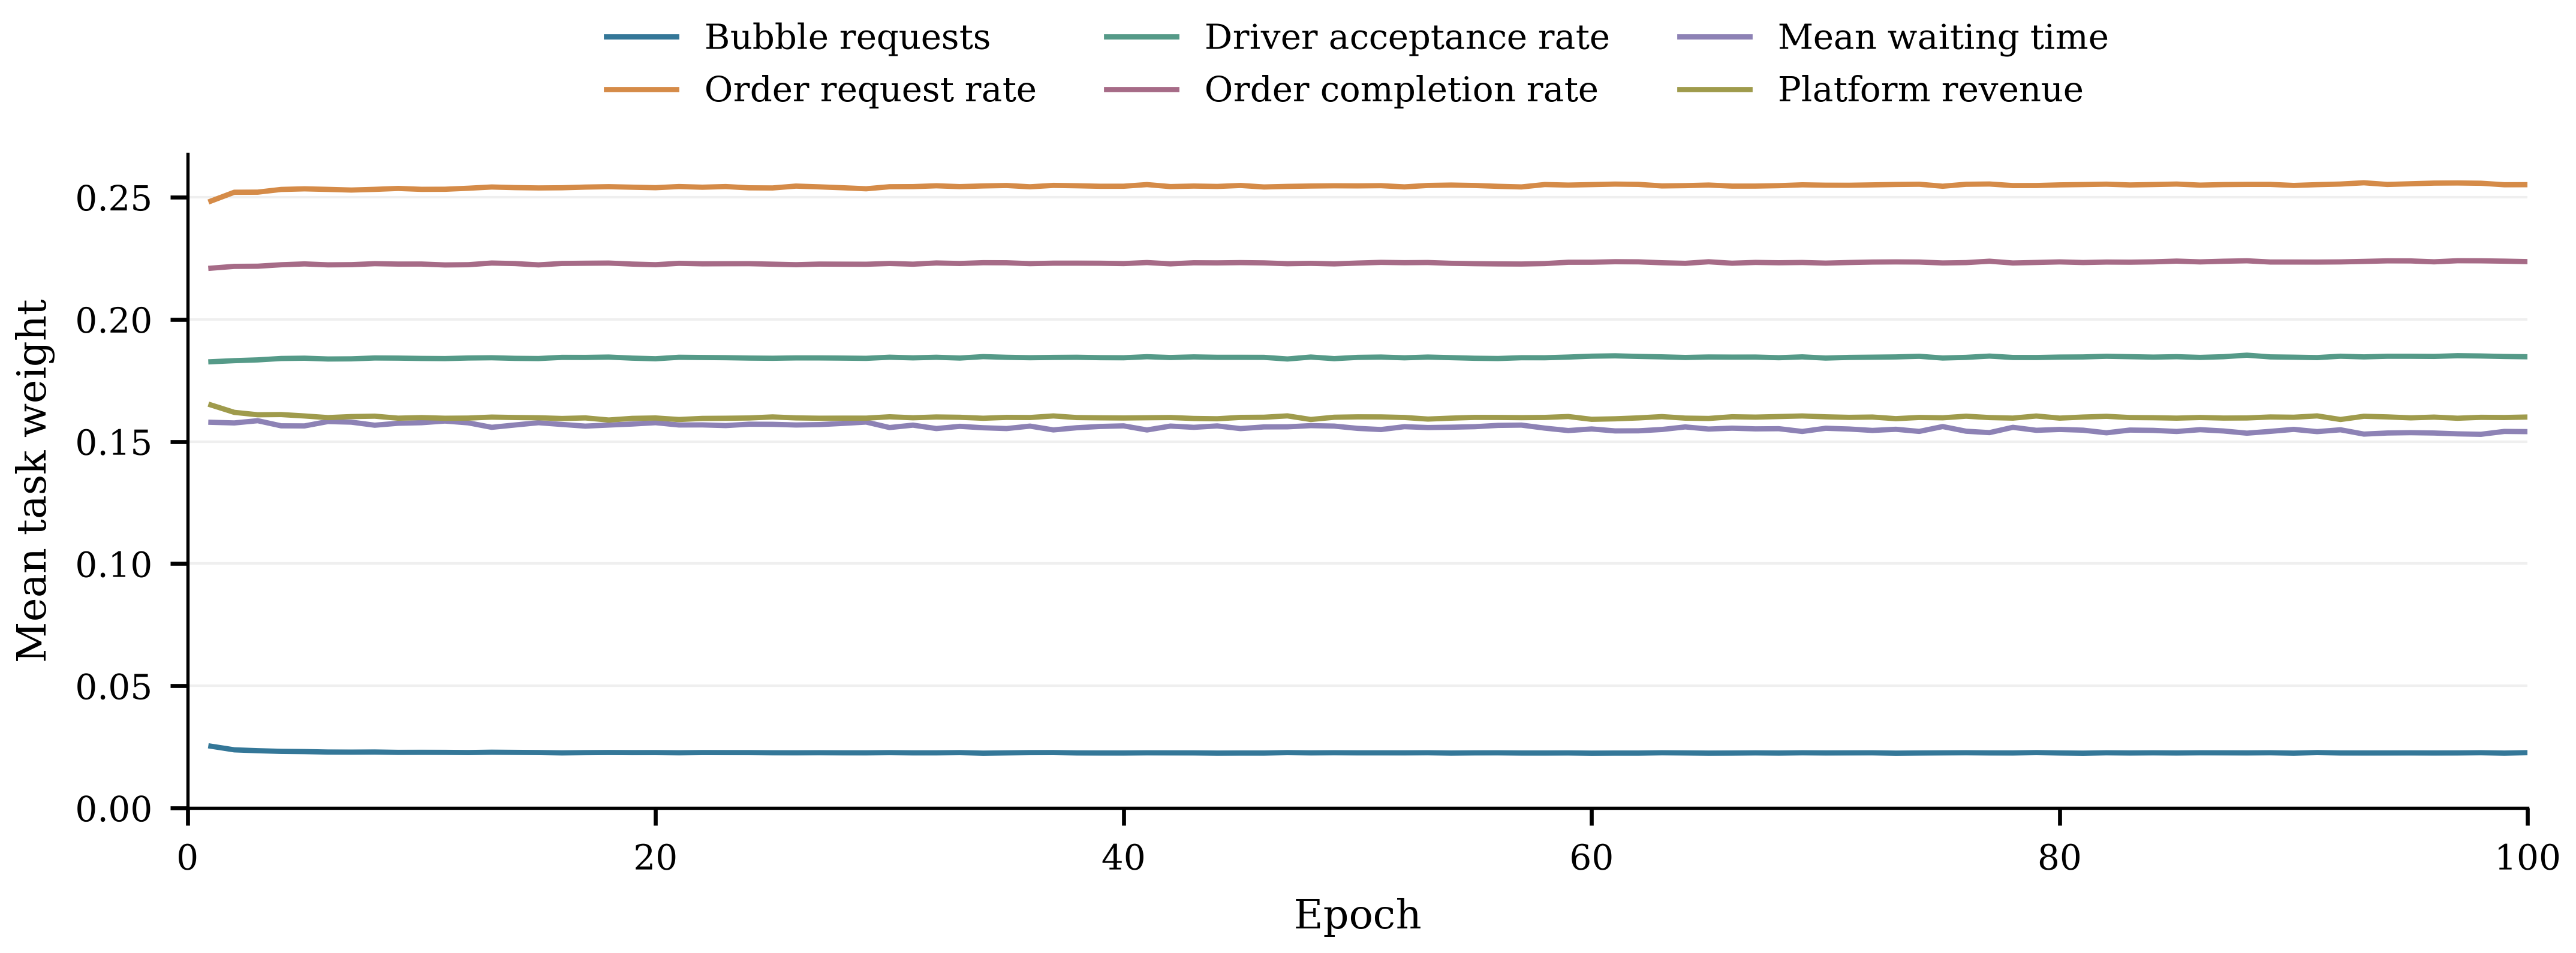 Bubble requests
Order request rate
Driver acceptance rate
Order completion rate
Mean waiting time
Platform revenue
Mean task weight
0.25
0.20
0.15
0.10
0.05
0.00
0 20 40 60 80 100
Epoch